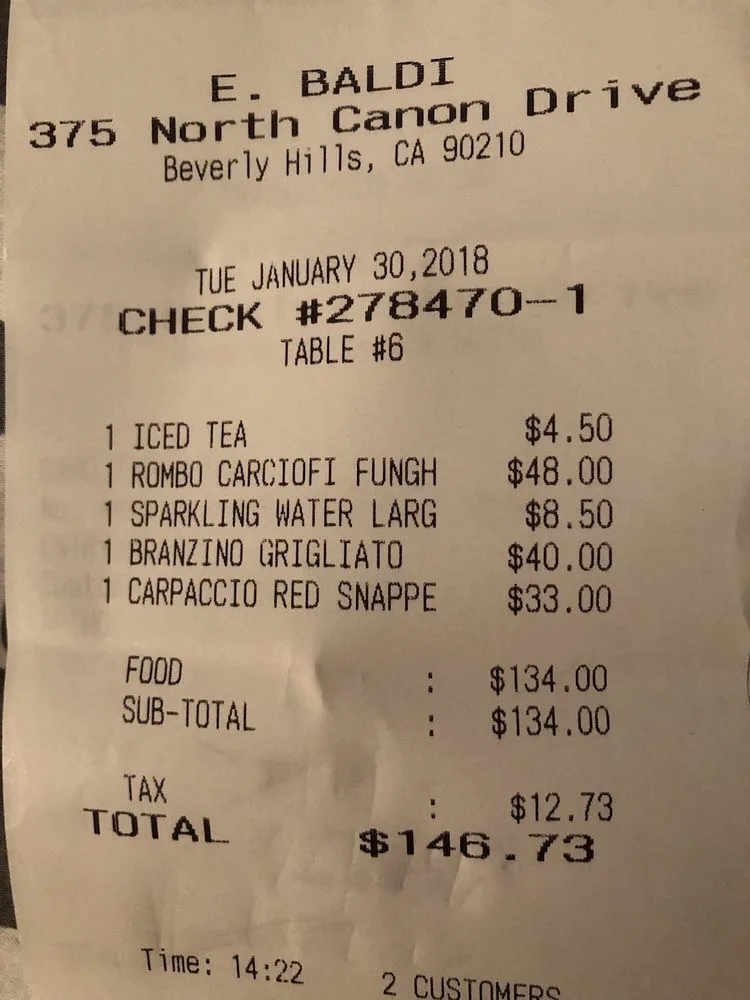 E. BALDI
375 North Canon Drive
Beverly Hills, CA 90210
TUE JANUARY 30,2018
CHECK #278470-1
TABLE #6
1 ICED TEA $4.50
1 ROMBO CARCIOFI FUNGH $48.00
1 SPARKLING WATER LARG $8.50
1 BRANZINO GRIGLIATO $40.00
1 CARPACCIO RED SNAPPE $33.00
FOOD : $134.00
SUB-TOTAL : $134.00
TAX : $12.73
TOTAL $146.73
Time: 14:22 2 CUSTOMERS